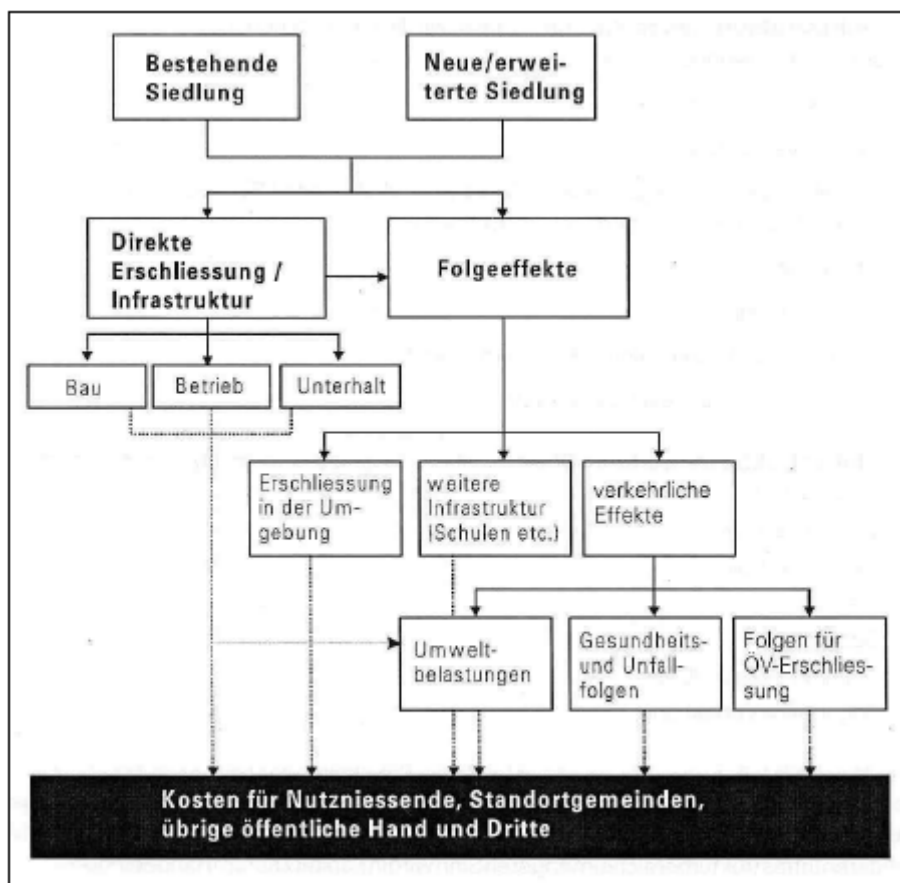 Bestehende
Siedlung
Neue/erwei-
terte Siedlung
Direkte
Erschliessung /
Infrastruktur
Folgeeffekte
Bau
Betrieb
Unterhalt
Erschliessung
in der Um-
gebung
weitere
Infrastruktur
(Schulen etc.)
verkehrliche
Effekte
Umwelt-
belastungen
Gesundheits-
und Unfall-
folgen
Folgen für
ÖV-Erschlies-
sung
Kosten für Nutzniessende, Standortgemeinden,
übrige öffentliche Hand und Dritte